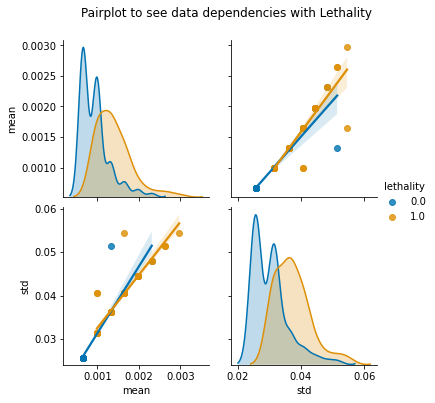 Pairplot to see data dependencies with Lethality
0.0030
0.0025
0.0020
0.0015
0.0010
mean
lethality
0.0
1.0
0.06
0.05
0.04
0.03
std
0.001
0.002
0.003
mean
0.02
0.04
0.06
std